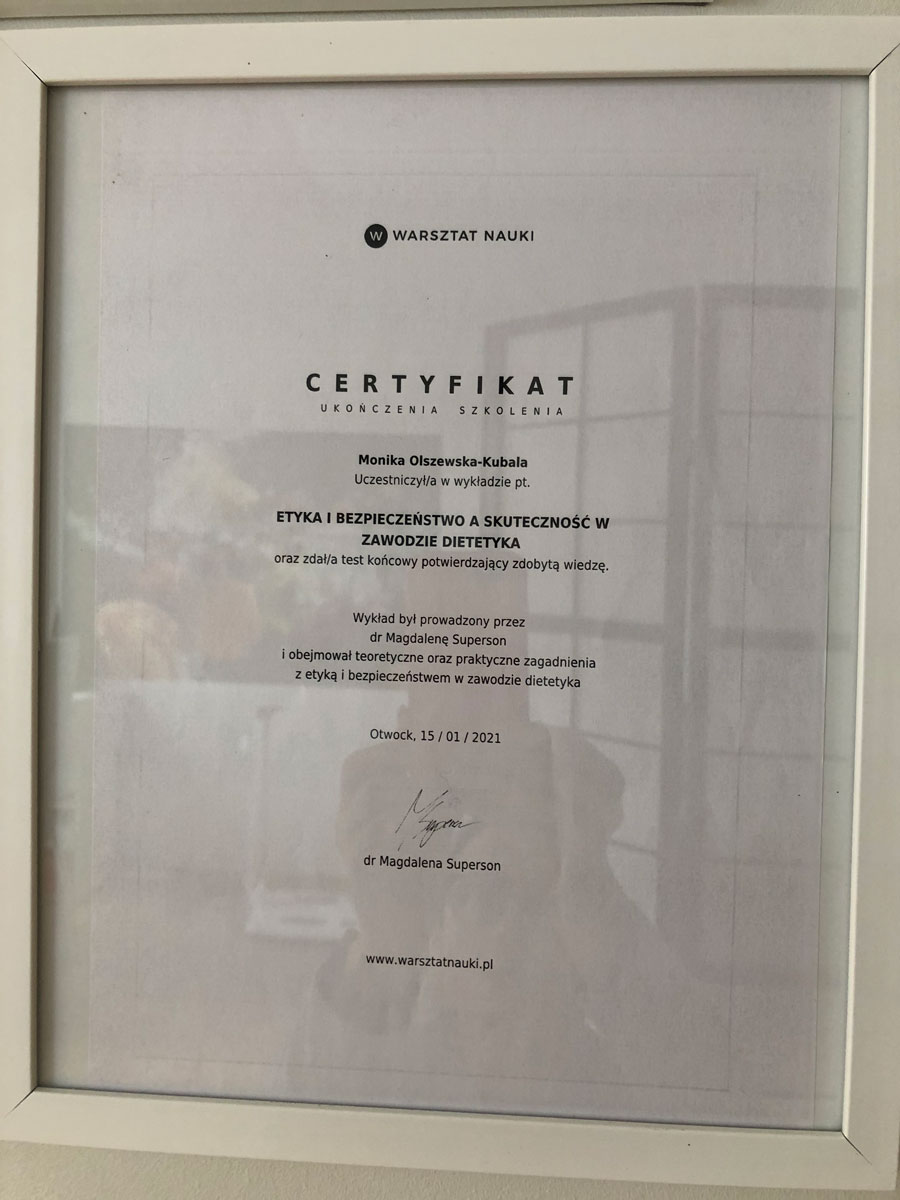 W WARSZTAT NAUKI
CERTYFIKAT
UKOŃCZENIA SZKOLENIA
Monika Olszewska-Kubala
Uczestniczył/a w wykładzie pt.
ETYKA I BEZPIECZEŃSTWO A SKUTECZNOŚĆ W
ZAWODZIE DIETETYKA
oraz zdał/a test końcowy potwierdzający zdobytą wiedzę.
Wykład był prowadzony przez
dr Magdalenę Superson
i obejmował teoretyczne oraz praktyczne zagadnienia
z etyką i bezpieczeństwem w zawodzie dietetyka
Otwock, 15 / 01 / 2021
dr Magdalena Superson
www.warsztatnauki.pl